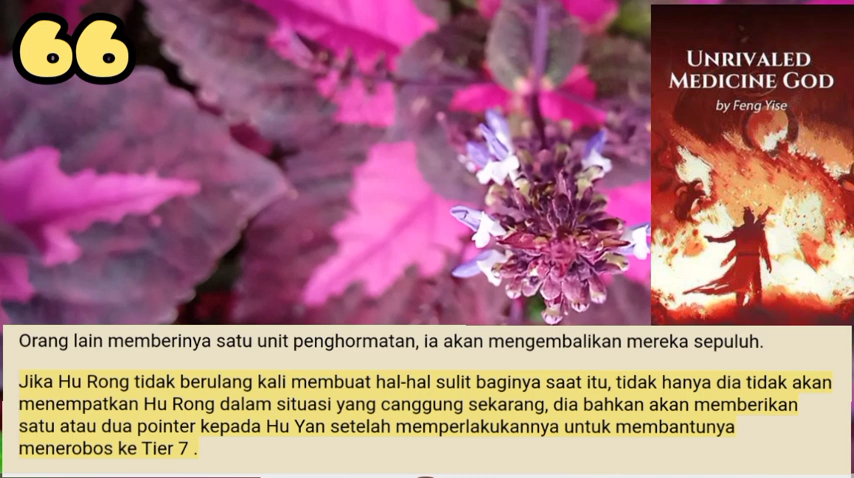 66
UNRIVALED
MEDICINE GOD
by Feng Yise
Orang lain memberinya satu unit penghormatan, ia akan mengembalikan mereka sepuluh.
Jika Hu Rong tidak berulang kali membuat hal-hal sulit baginya saat itu, tidak hanya dia tidak akan
menempatkan Hu Rong dalam situasi yang canggung sekarang, dia bahkan akan memberikan
satu atau dua pointer kepada Hu Yan setelah memperlakukannya untuk membantunya
menerobos ke Tier 7 .